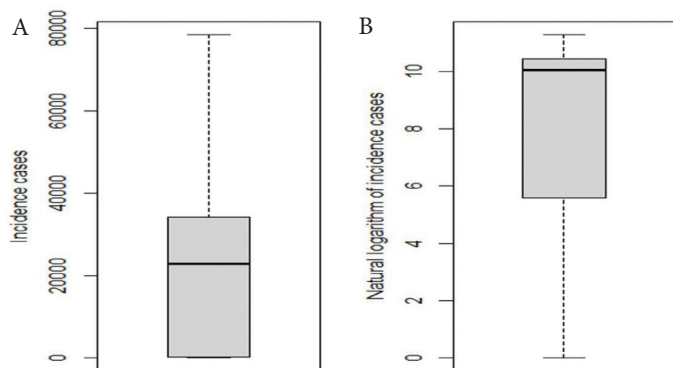 A
Incidence cases
80000
60000
40000
20000
0
B
Natural logarithm of incidence cases
10
8
6
4
2
0